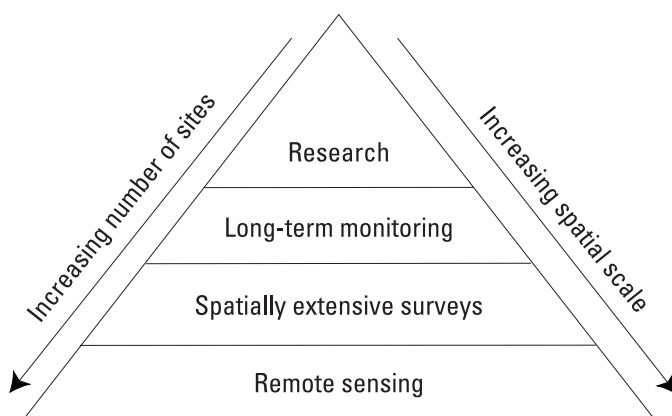 Increasing number of sites
Increasing spatial scale
Research
Long-term monitoring
Spatially extensive surveys
Remote sensing